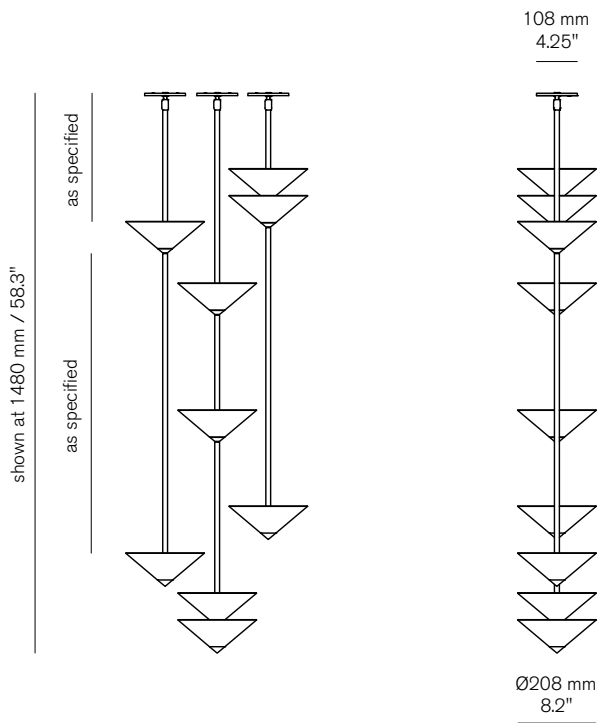 108 mm
4.25"
as specified
shown at 1480 mm / 58.3"
as specified
Ø208 mm
8.2"